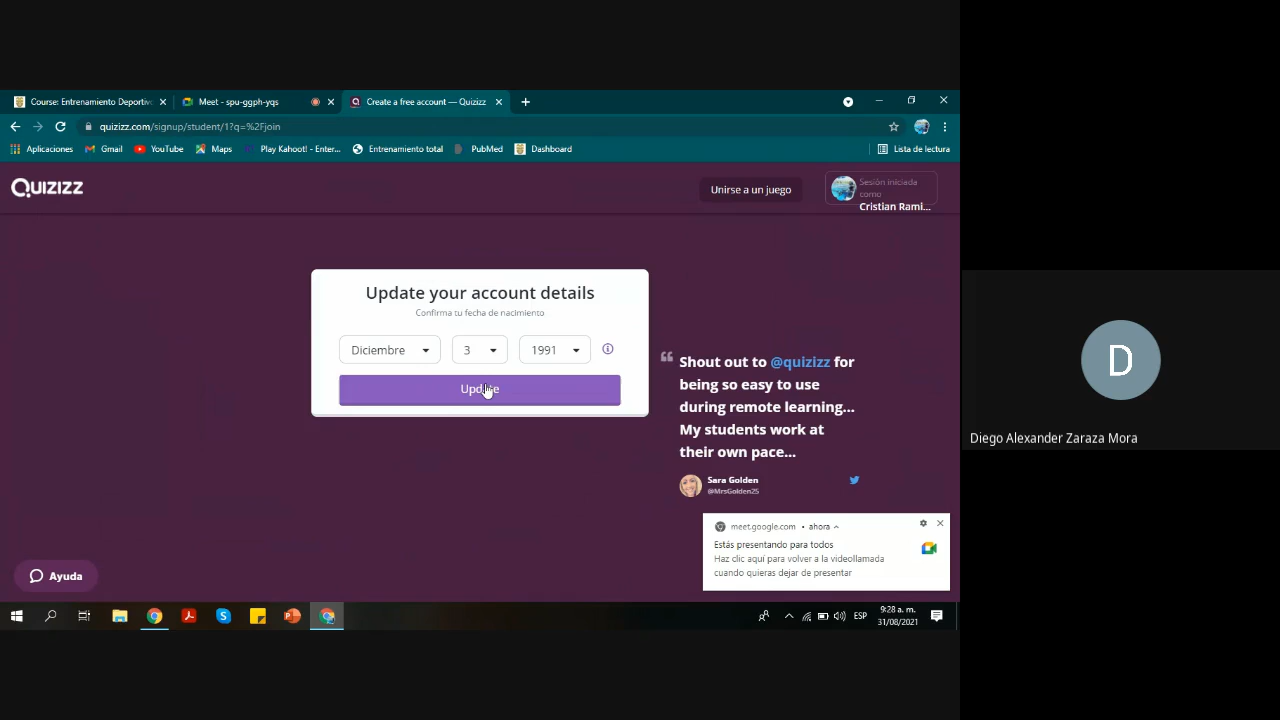 Course: Entrenamiento Deportiv
Meet - spu-ggph-yqs
Create a free account — Quizizz
quizizz.com/signup/student/1?q=%2Fjoin
Aplicaciones
Gmail
YouTube
Maps
Play Kahoot! - Enter...
Entrenamiento total
PubMed
Dashboard
Lista de lectura
QUIZIZZ
Unirse a un juego
Sesión iniciada
como
Cristian Rami...
Update your account details
Confirma tu fecha de nacimiento
Diciembre
3
1991
Update
Shout out to @quizizz for
being so easy to use
during remote learning...
My students work at
their own pace...
Sara Golden
@MrsGolden25
meet.google.com • ahora
Estás presentando para todos
Haz clic aquí para volver a la videollamada
cuando quieras dejar de presentar
Ayuda
ESP
9:28 a. m.
31/08/2021
D
Diego Alexander Zaraza Mora